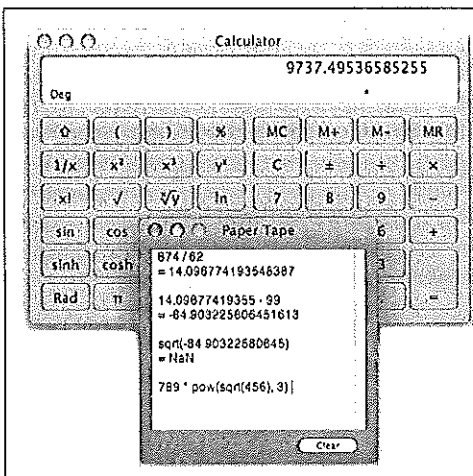 Calculator
9737.49536585255
Deg *
( ) % MC M+ M- MR
1/x x² x³ yˣ C ± ÷ ×
x! √ ˣ√y ln 7 8 9 −
sin cos Paper Tape 6 +
sinh cosh 3
Rad π =
874 / 62
= 14.096774193548387
14.09677419355 - 99
= -84.903225806451613
sqrt(-84.90322580645)
= NaN
789 * pow(sqrt(456), 3)
Clear